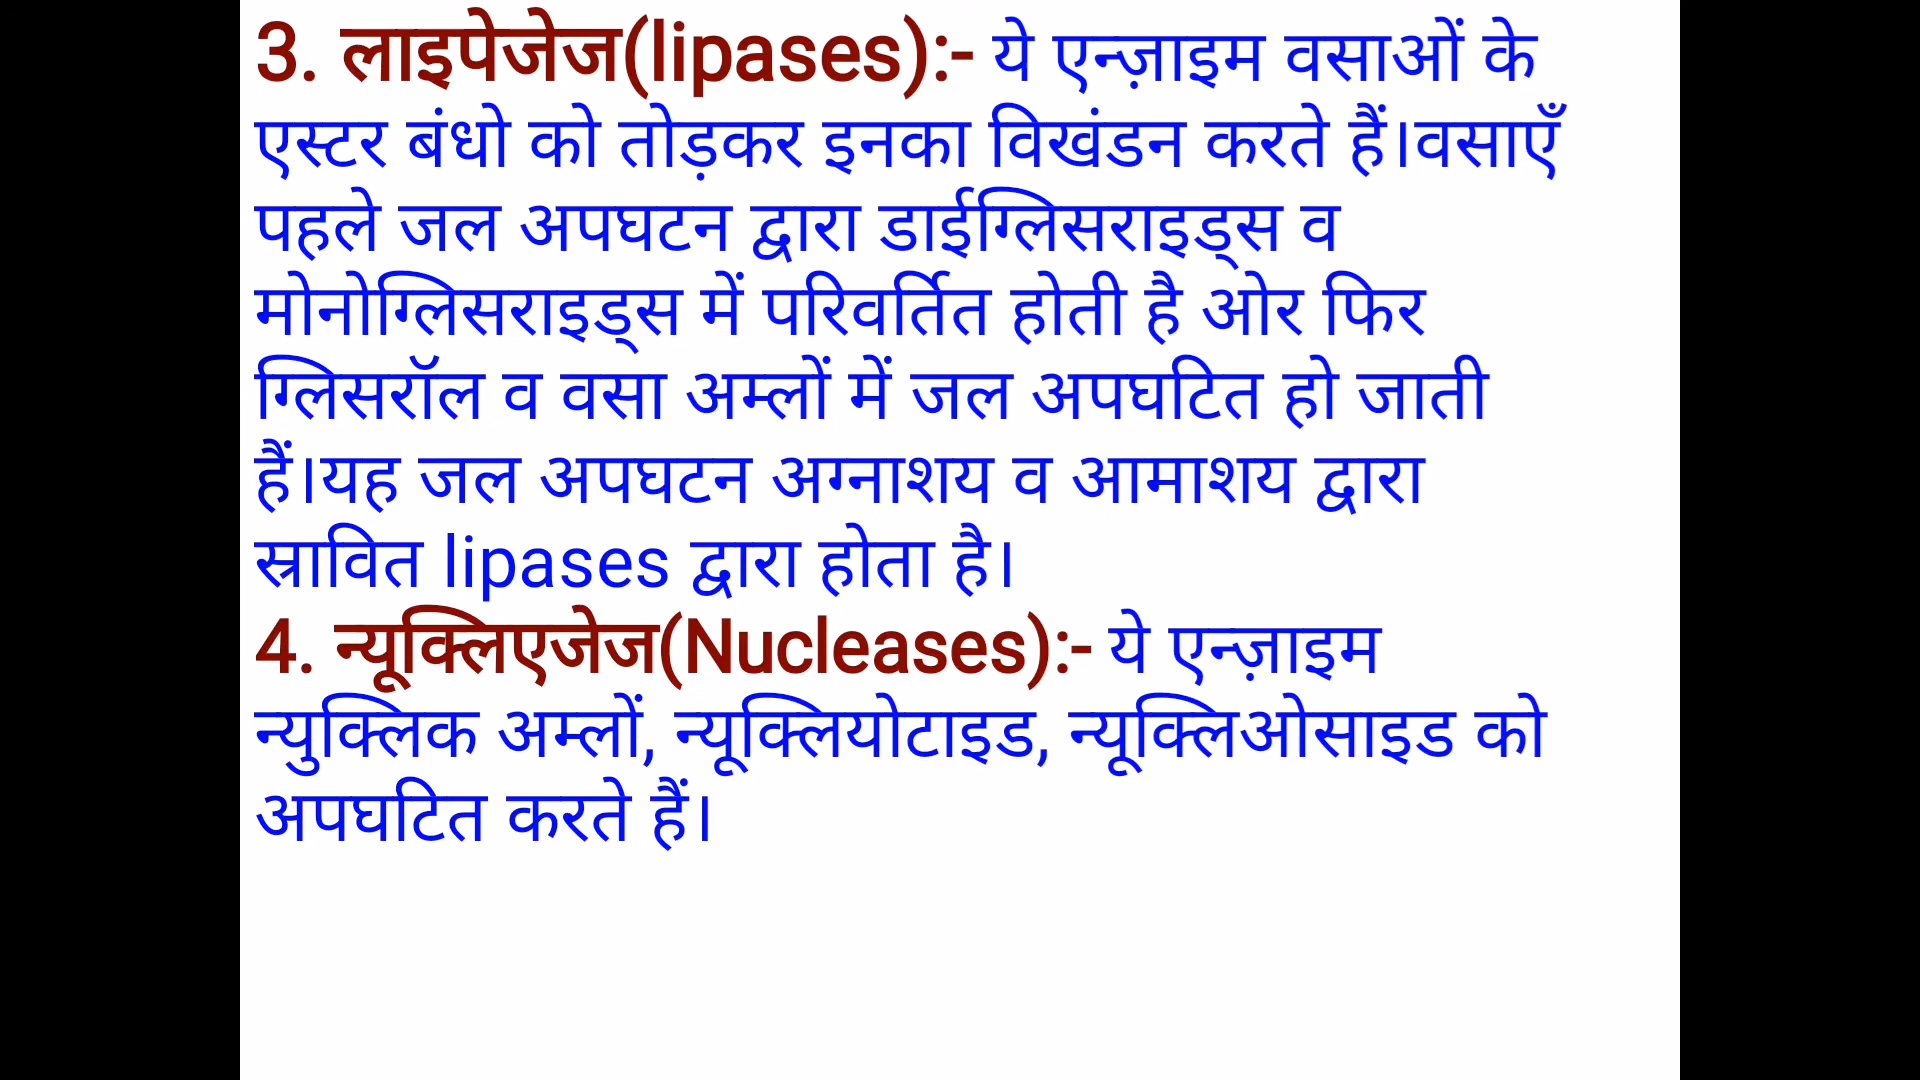 3. लाइपेजेज(lipases):- ये एन्ज़ाइम वसाओं के
एस्टर बंधो को तोड़कर इनका विखंडन करते हैं।वसाएँ
पहले जल अपघटन द्वारा डाईग्लिसराइड्स व
मोनोग्लिसराइड्स में परिवर्तित होती है ओर फिर
ग्लिसरॉल व वसा अम्लों में जल अपघटित हो जाती
हैं।यह जल अपघटन अग्नाशय व आमाशय द्वारा
स्रावित lipases द्वारा होता है।
4. न्यूक्लिएजेज(Nucleases):- ये एन्ज़ाइम
न्युक्लिक अम्लों, न्यूक्लियोटाइड, न्यूक्लिओसाइड को
अपघटित करते हैं।